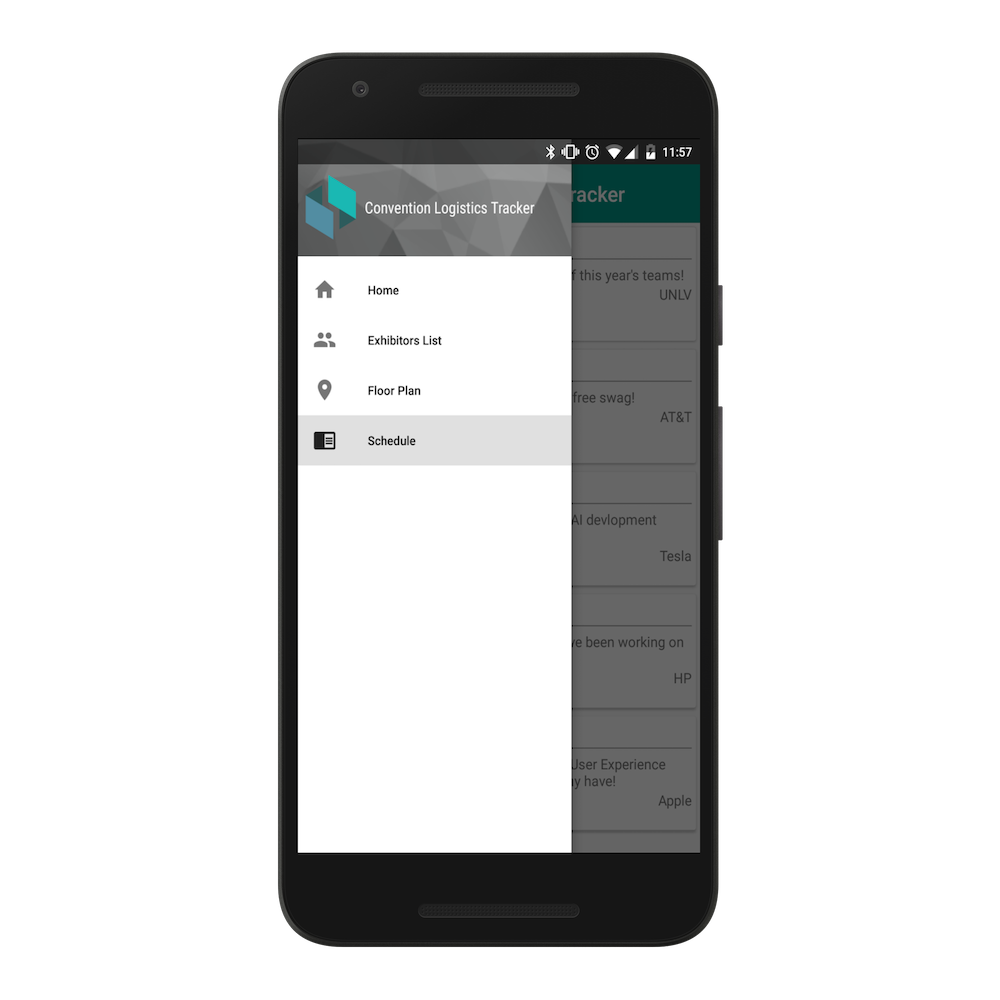 11:57
Convention Logistics Tracker
racker
Home
Exhibitors List
Floor Plan
Schedule
f this year's teams!
UNLV
free swag!
AT&T
AI devlopment
Tesla
ve been working on
HP
User Experience
y have!
Apple